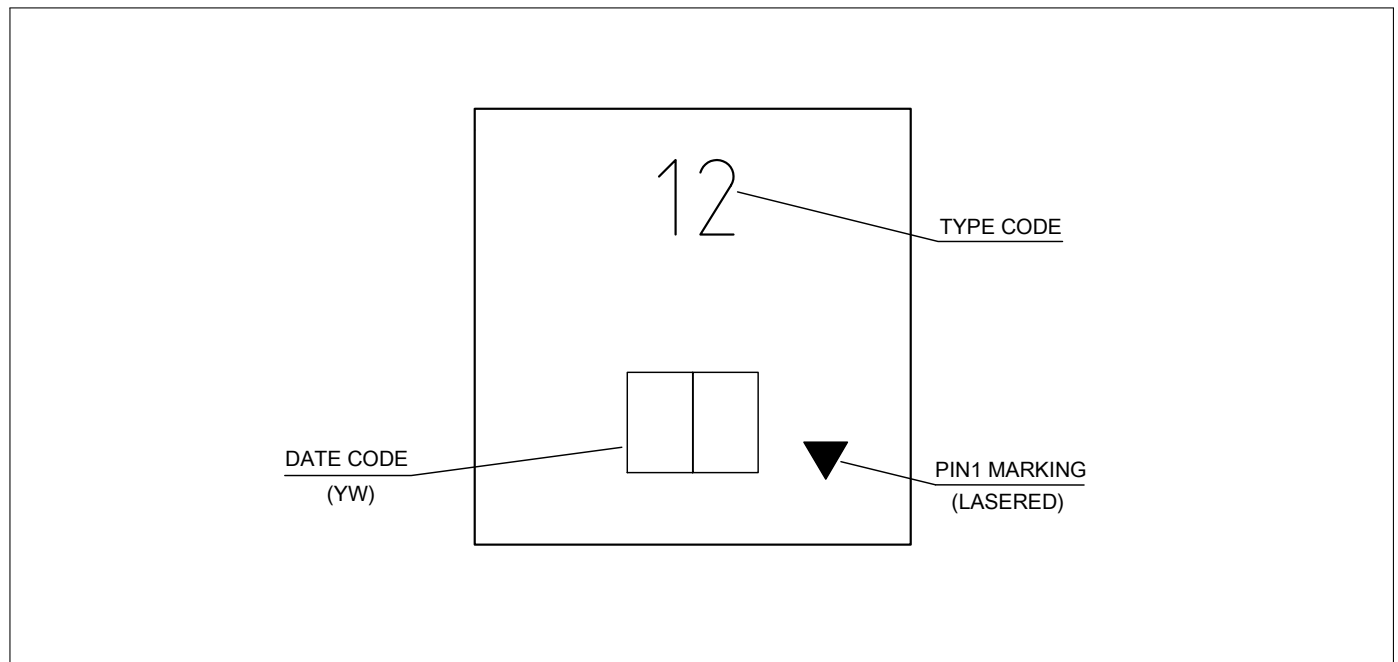 12
TYPE CODE
DATE CODE
(YW)
PIN1 MARKING
(LASERED)